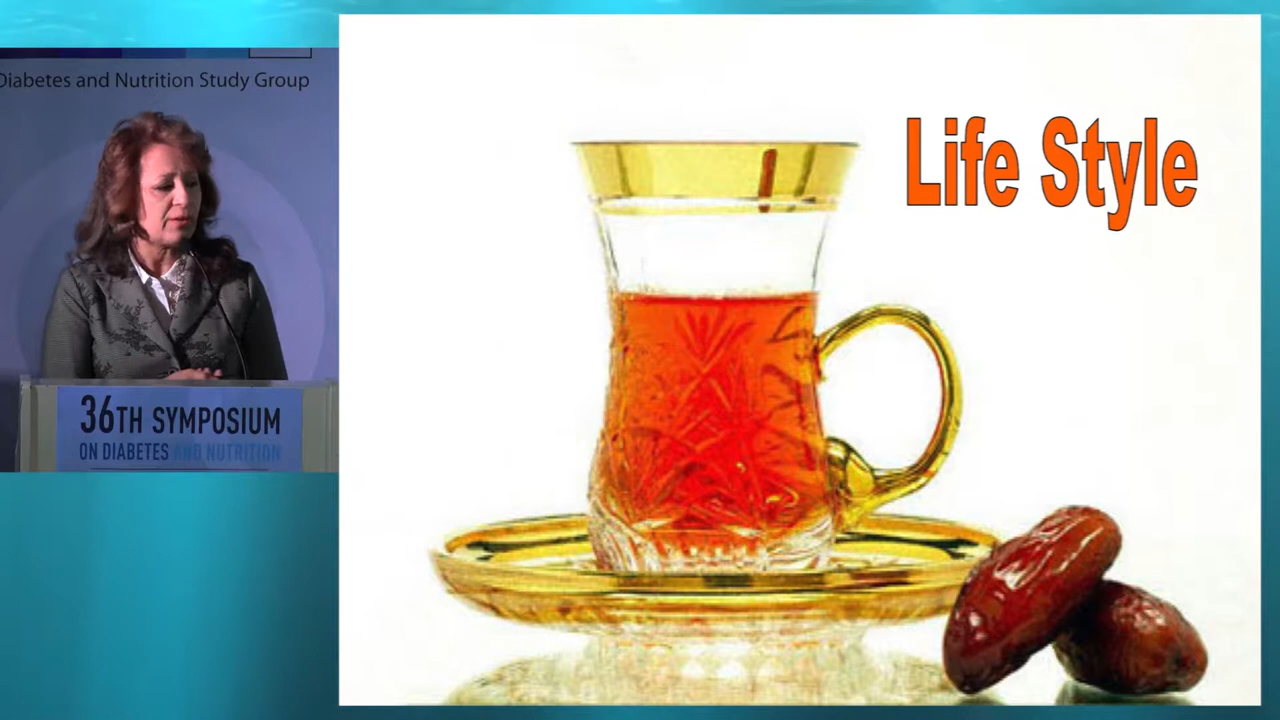 Diabetes and Nutrition Study Group
Life Style
36TH SYMPOSIUM
ON DIABETES AND NUTRITION